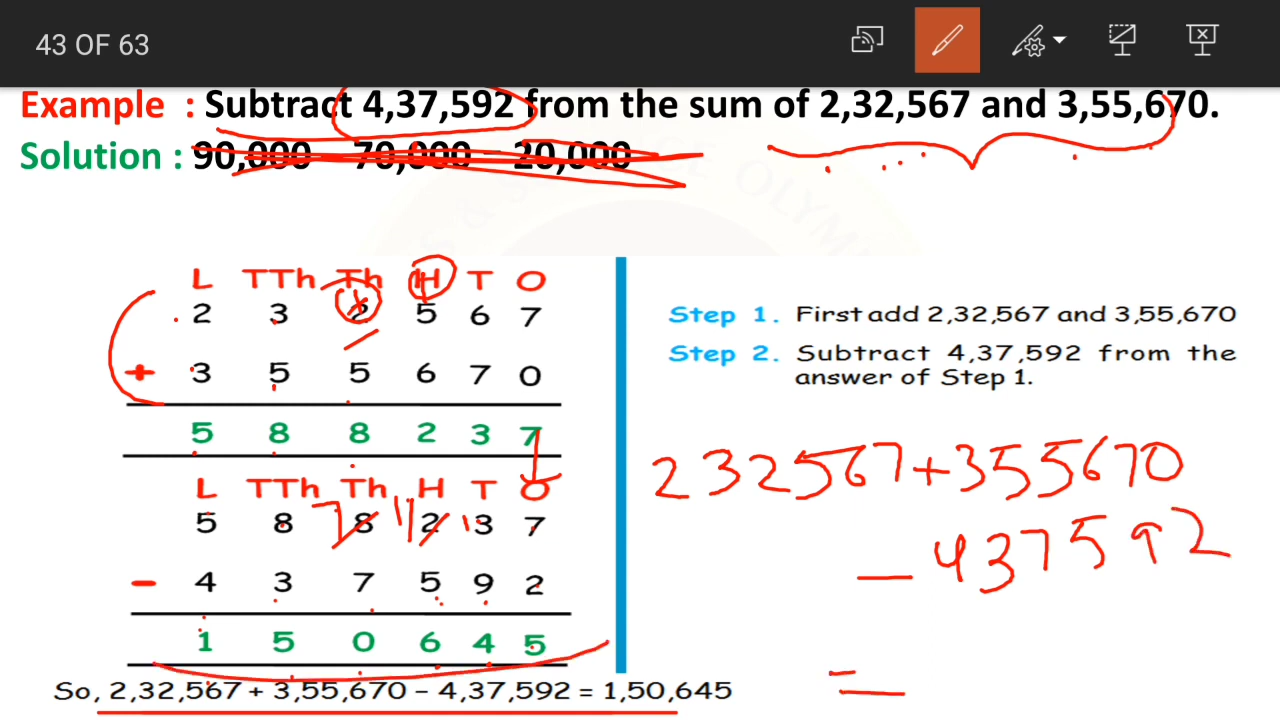 43 OF 63
Example : Subtract 4,37,592 from the sum of 2,32,567 and 3,55,670.
Solution : 90,000 – 70,000 = 20,000
L TTh Th H T O
2 3 2 5 6 7
+ 3 5 5 6 7 0
5 8 8 2 3 7
L TTh Th H T O
7 11 1
5 8 8 2 3 7
- 4 3 7 5 9 2
1 5 0 6 4 5
So, 2,32,567 + 3,55,670 – 4,37,592 = 1,50,645
Step 1. First add 2,32,567 and 3,55,670
Step 2. Subtract 4,37,592 from the
answer of Step 1.
232567+355670
- 437592
=